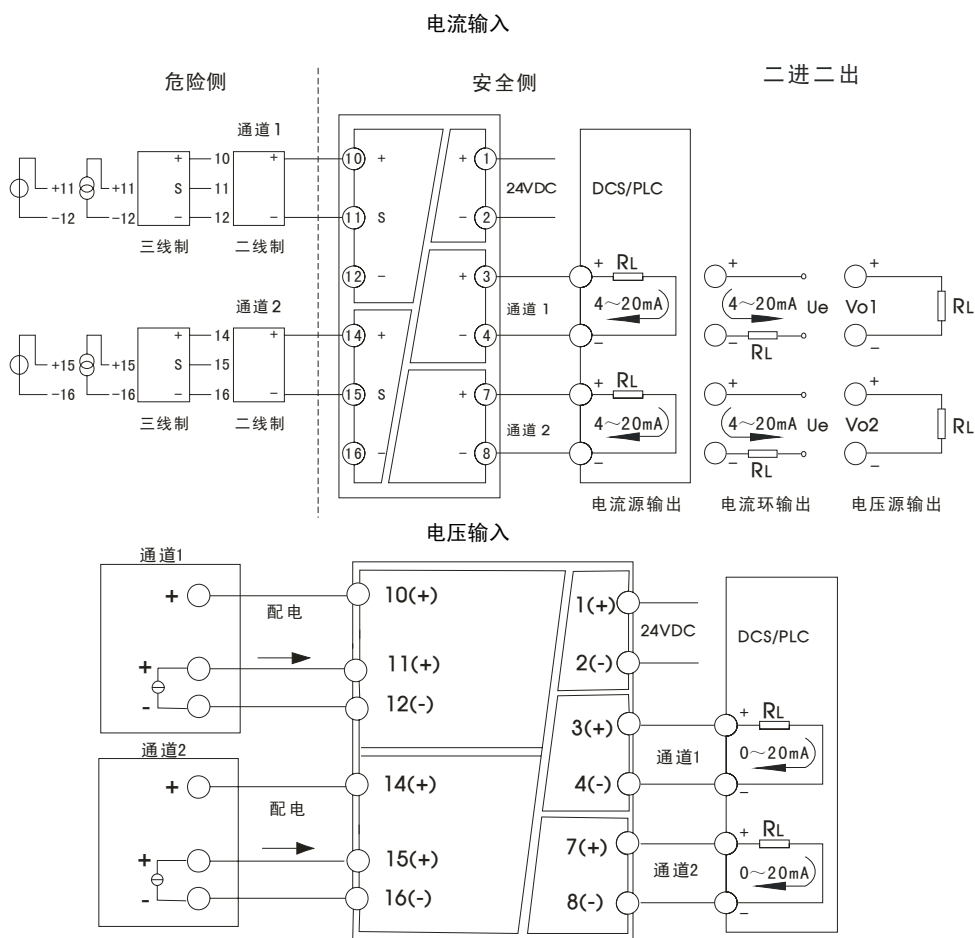 电流输入
危险侧
安全侧
二进二出
通道1
+ 10 + 10 + + 1
+11 +11 S 11 24VDC DCS/PLC
-12 -12 - 12 - 11 S - 2
三线制 二线制
12 - + 3 + RL + +
通道1 4～20mA 4～20mA Ue Vo1 RL
通道2
+ 14 + 14 + - 4 - - RL -
+15 +15 S 15
-16 -16 - 16 - 15 S + 7 + RL + +
三线制 二线制
通道2 4～20mA 4～20mA Ue Vo2 RL
16 - - 8 - - RL -
电流源输出 电流环输出 电压源输出
电压输入
通道1
+ 配电 10(+) 1(+)
24VDC DCS/PLC
+ 11(+) 2(-)
- 12(-)
3(+) + RL
通道1 0～20mA
通道2
+ 配电 14(+) 4(-) -
7(+) + RL
+ 15(+) 通道2 0～20mA
- 16(-) 8(-) -